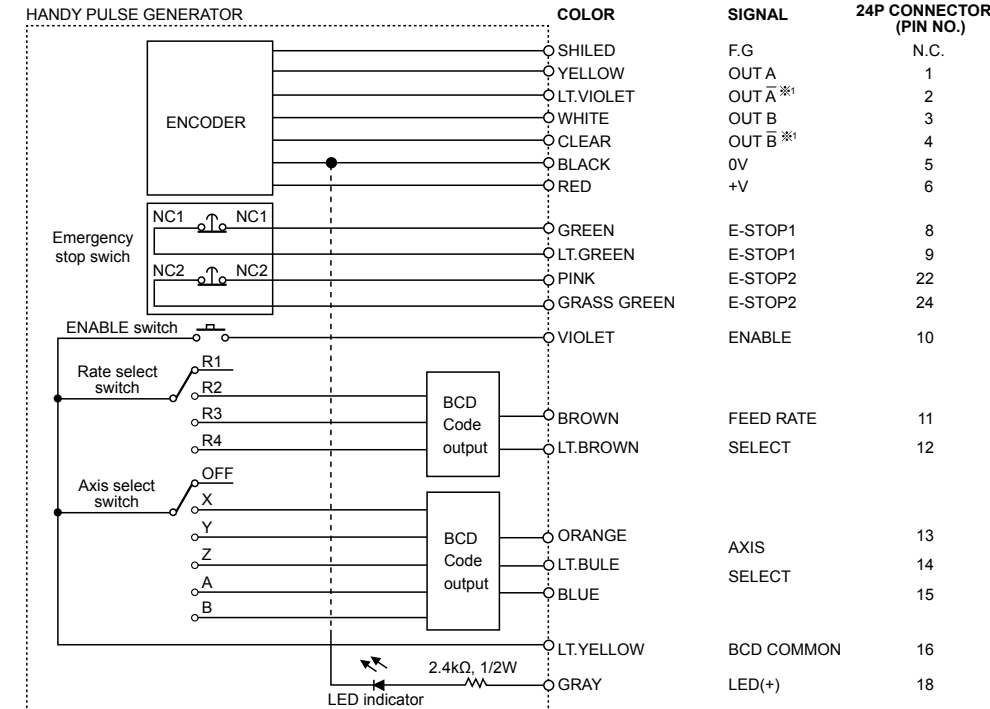 HANDY PULSE GENERATOR COLOR SIGNAL 24P CONNECTOR (PIN NO.)
SHILED F.G N.C.
YELLOW OUT A 1
LT.VIOLET OUT A̅ ※1 2
ENCODER WHITE OUT B 3
CLEAR OUT B̅ ※1 4
BLACK 0V 5
RED +V 6
NC1 NC1
Emergency
stop swich
GREEN E-STOP1 8
LT.GREEN E-STOP1 9
NC2 NC2
PINK E-STOP2 22
GRASS GREEN E-STOP2 24
ENABLE switch VIOLET ENABLE 10
Rate select
switch
R1
R2
R3
R4
BCD
Code
output
BROWN FEED RATE 11
LT.BROWN SELECT 12
Axis select
switch
OFF
X
Y
Z
A
B
BCD
Code
output
ORANGE 13
AXIS
LT.BULE 14
SELECT
BLUE 15
LT.YELLOW BCD COMMON 16
2.4kΩ, 1/2W
GRAY LED(+) 18
LED indicator